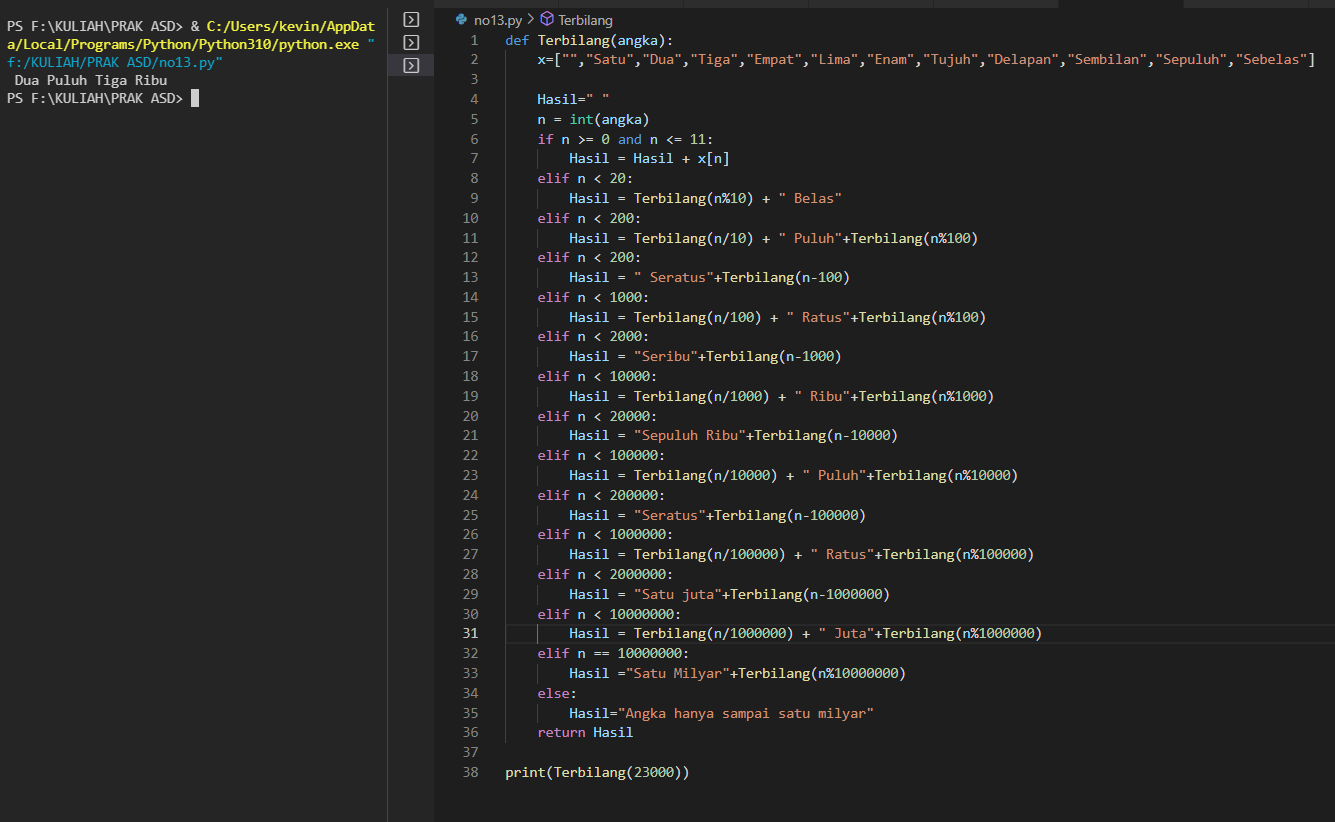 PS F:\KULIAH\PRAK ASD> & C:/Users/kevin/AppDat
a/Local/Programs/Python/Python310/python.exe "
f:/KULIAH/PRAK ASD/no13.py"
 Dua Puluh Tiga Ribu
PS F:\KULIAH\PRAK ASD>
no13.py > Terbilang
1 def Terbilang(angka):
2     x=["","Satu","Dua","Tiga","Empat","Lima","Enam","Tujuh","Delapan","Sembilan","Sepuluh","Sebelas"]
3
4     Hasil=" "
5     n = int(angka)
6     if n >= 0 and n <= 11:
7         Hasil = Hasil + x[n]
8     elif n < 20:
9         Hasil = Terbilang(n%10) + " Belas"
10     elif n < 200:
11         Hasil = Terbilang(n/10) + " Puluh"+Terbilang(n%100)
12     elif n < 200:
13         Hasil = " Seratus"+Terbilang(n-100)
14     elif n < 1000:
15         Hasil = Terbilang(n/100) + " Ratus"+Terbilang(n%100)
16     elif n < 2000:
17         Hasil = "Seribu"+Terbilang(n-1000)
18     elif n < 10000:
19         Hasil = Terbilang(n/1000) + " Ribu"+Terbilang(n%1000)
20     elif n < 20000:
21         Hasil = "Sepuluh Ribu"+Terbilang(n-10000)
22     elif n < 100000:
23         Hasil = Terbilang(n/10000) + " Puluh"+Terbilang(n%10000)
24     elif n < 200000:
25         Hasil = "Seratus"+Terbilang(n-100000)
26     elif n < 1000000:
27         Hasil = Terbilang(n/100000) + " Ratus"+Terbilang(n%100000)
28     elif n < 2000000:
29         Hasil = "Satu juta"+Terbilang(n-1000000)
30     elif n < 10000000:
31         Hasil = Terbilang(n/1000000) + " Juta"+Terbilang(n%1000000)
32     elif n == 10000000:
33         Hasil ="Satu Milyar"+Terbilang(n%10000000)
34     else:
35         Hasil="Angka hanya sampai satu milyar"
36     return Hasil
37
38 print(Terbilang(23000))